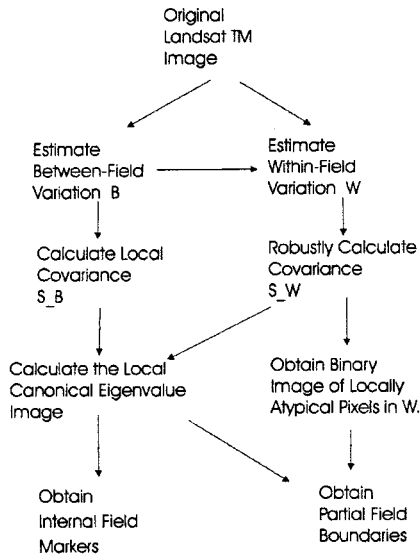 Original
Landsat TM
Image
Estimate
Between-Field
Variation B
Estimate
Within-Field
Variation W
Calculate Local
Covariance
S_B
Robustly Calculate
Covariance
S_W
Calculate the Local
Canonical Eigenvalue
Image
Obtain Binary
Image of Locally
Atypical Pixels in W.
Obtain
Internal Field
Markers
Obtain
Partial Field
Boundaries